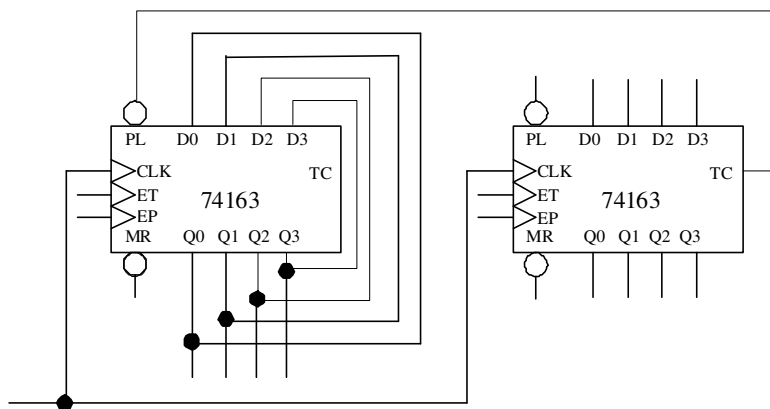 PL D0 D1 D2 D3
CLK TC
ET
74163
EP
MR Q0 Q1 Q2 Q3
PL D0 D1 D2 D3
CLK TC
ET
74163
EP
MR Q0 Q1 Q2 Q3